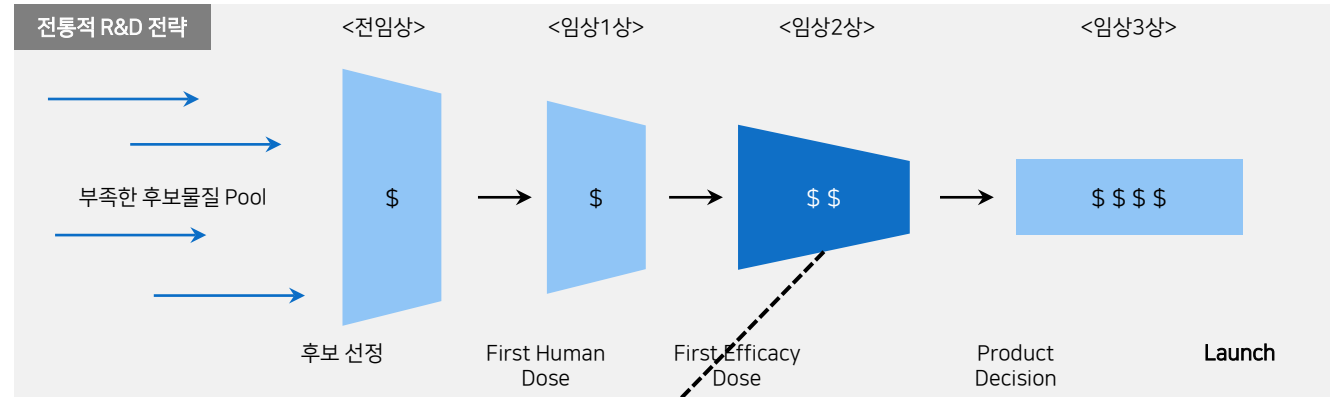 전통적 R&D 전략
<전임상>
<임상1상>
<임상2상>
<임상3상>
부족한 후보물질 Pool
$
$
$ $
$ $ $ $
후보 선정
First Human
Dose
First Efficacy
Dose
Product
Decision
Launch